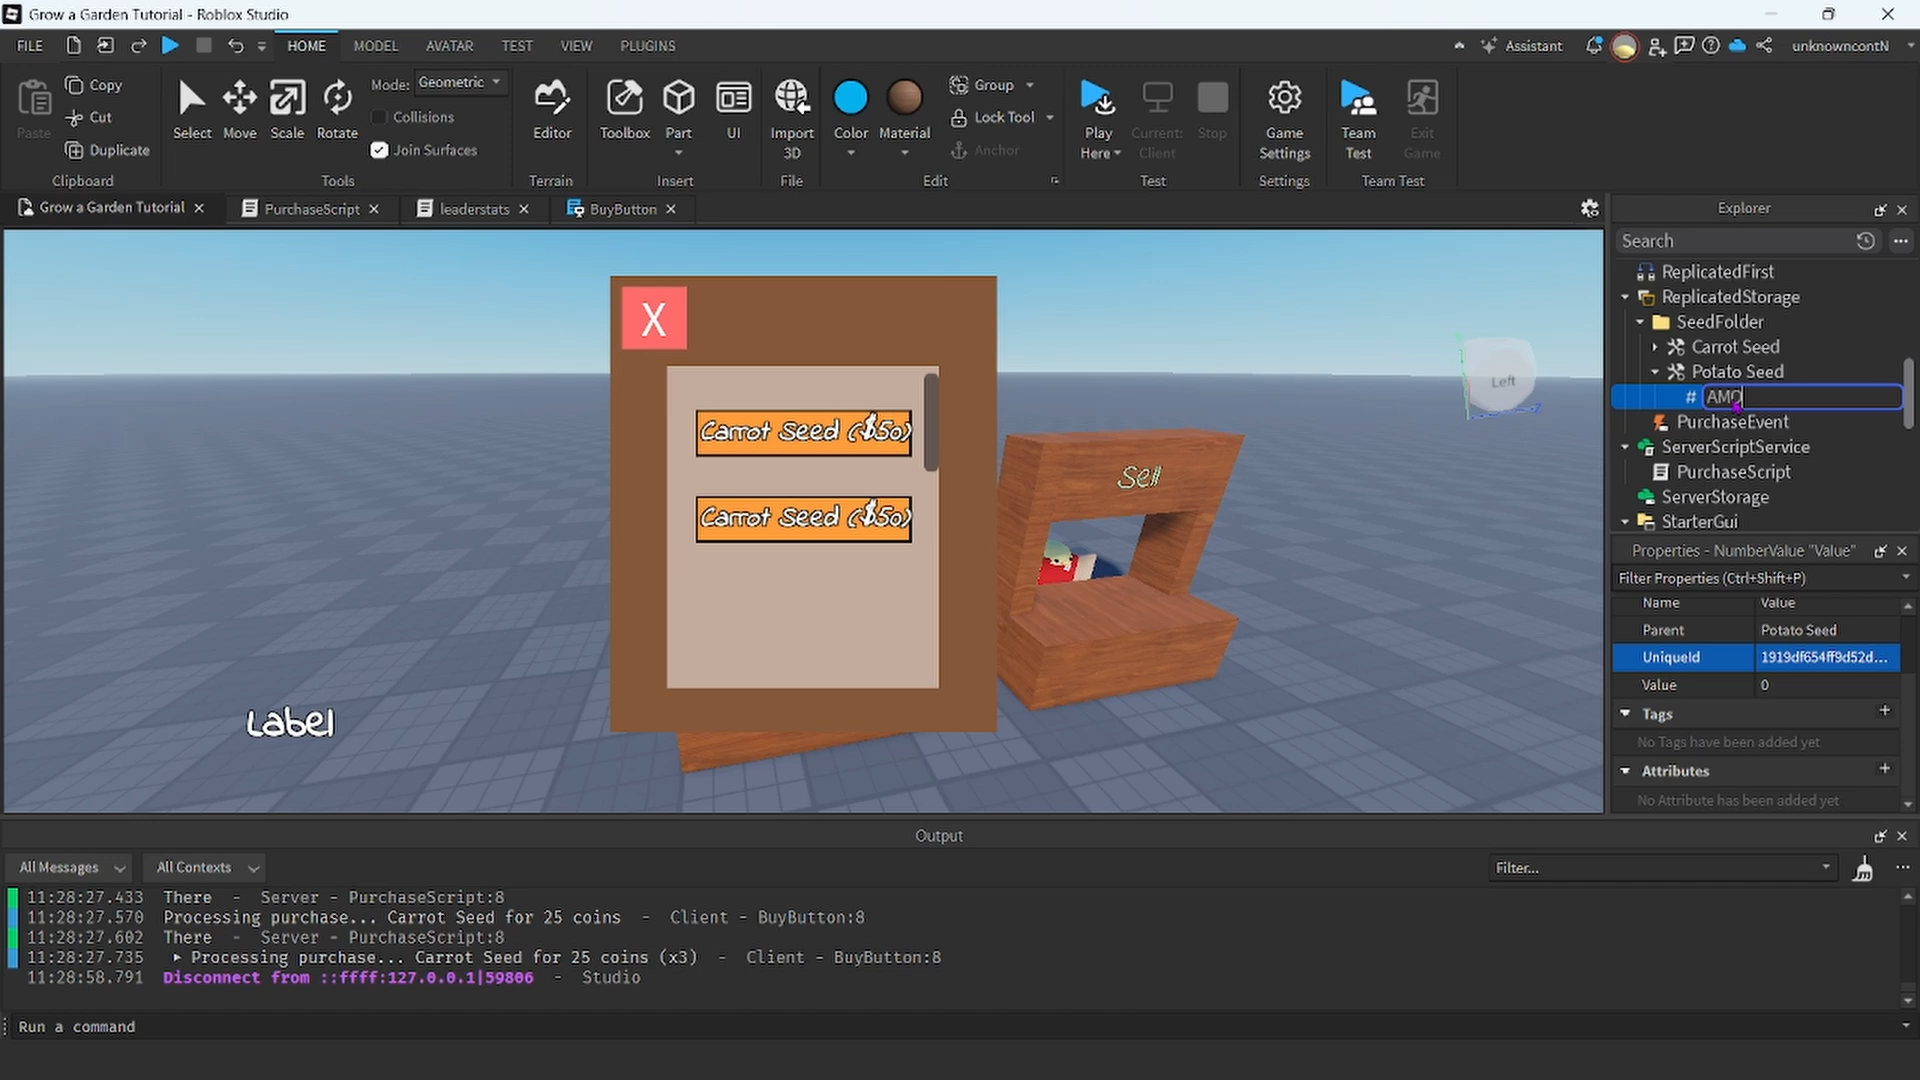 Grow a Garden Tutorial - Roblox Studio
FILE HOME MODEL AVATAR TEST VIEW PLUGINS Assistant unknowncontN
Paste Copy Cut Duplicate Clipboard
Select Move Scale Rotate Mode: Geometric Collisions Join Surfaces Tools
Editor Terrain
Toolbox Part UI Insert
Import 3D File
Color Material Group Lock Tool Anchor Edit
Play Here Current: Client Stop Test
Game Settings Settings
Team Test Exit Game Team Test
Grow a Garden Tutorial PurchaseScript leaderstats BuyButton
X
Carrot Seed ($50)
Carrot Seed ($50)
Sell
Left
Z
Label
Explorer
Search
ReplicatedFirst
ReplicatedStorage
SeedFolder
Carrot Seed
Potato Seed
# AMO
PurchaseEvent
ServerScriptService
PurchaseScript
ServerStorage
StarterGui
Properties - NumberValue "Value"
Filter Properties (Ctrl+Shift+P)
Name Value
Parent Potato Seed
UniqueId 1919df654ff9d52d...
Value 0
Tags +
No Tags have been added yet
Attributes +
No Attribute has been added yet
Output
All Messages All Contexts Filter...
11:28:27.433 There - Server - PurchaseScript:8
11:28:27.570 Processing purchase... Carrot Seed for 25 coins - Client - BuyButton:8
11:28:27.602 There - Server - PurchaseScript:8
11:28:27.735 Processing purchase... Carrot Seed for 25 coins (x3) - Client - BuyButton:8
11:28:58.791 Disconnect from ::ffff:127.0.0.1|59806 - Studio
Run a command